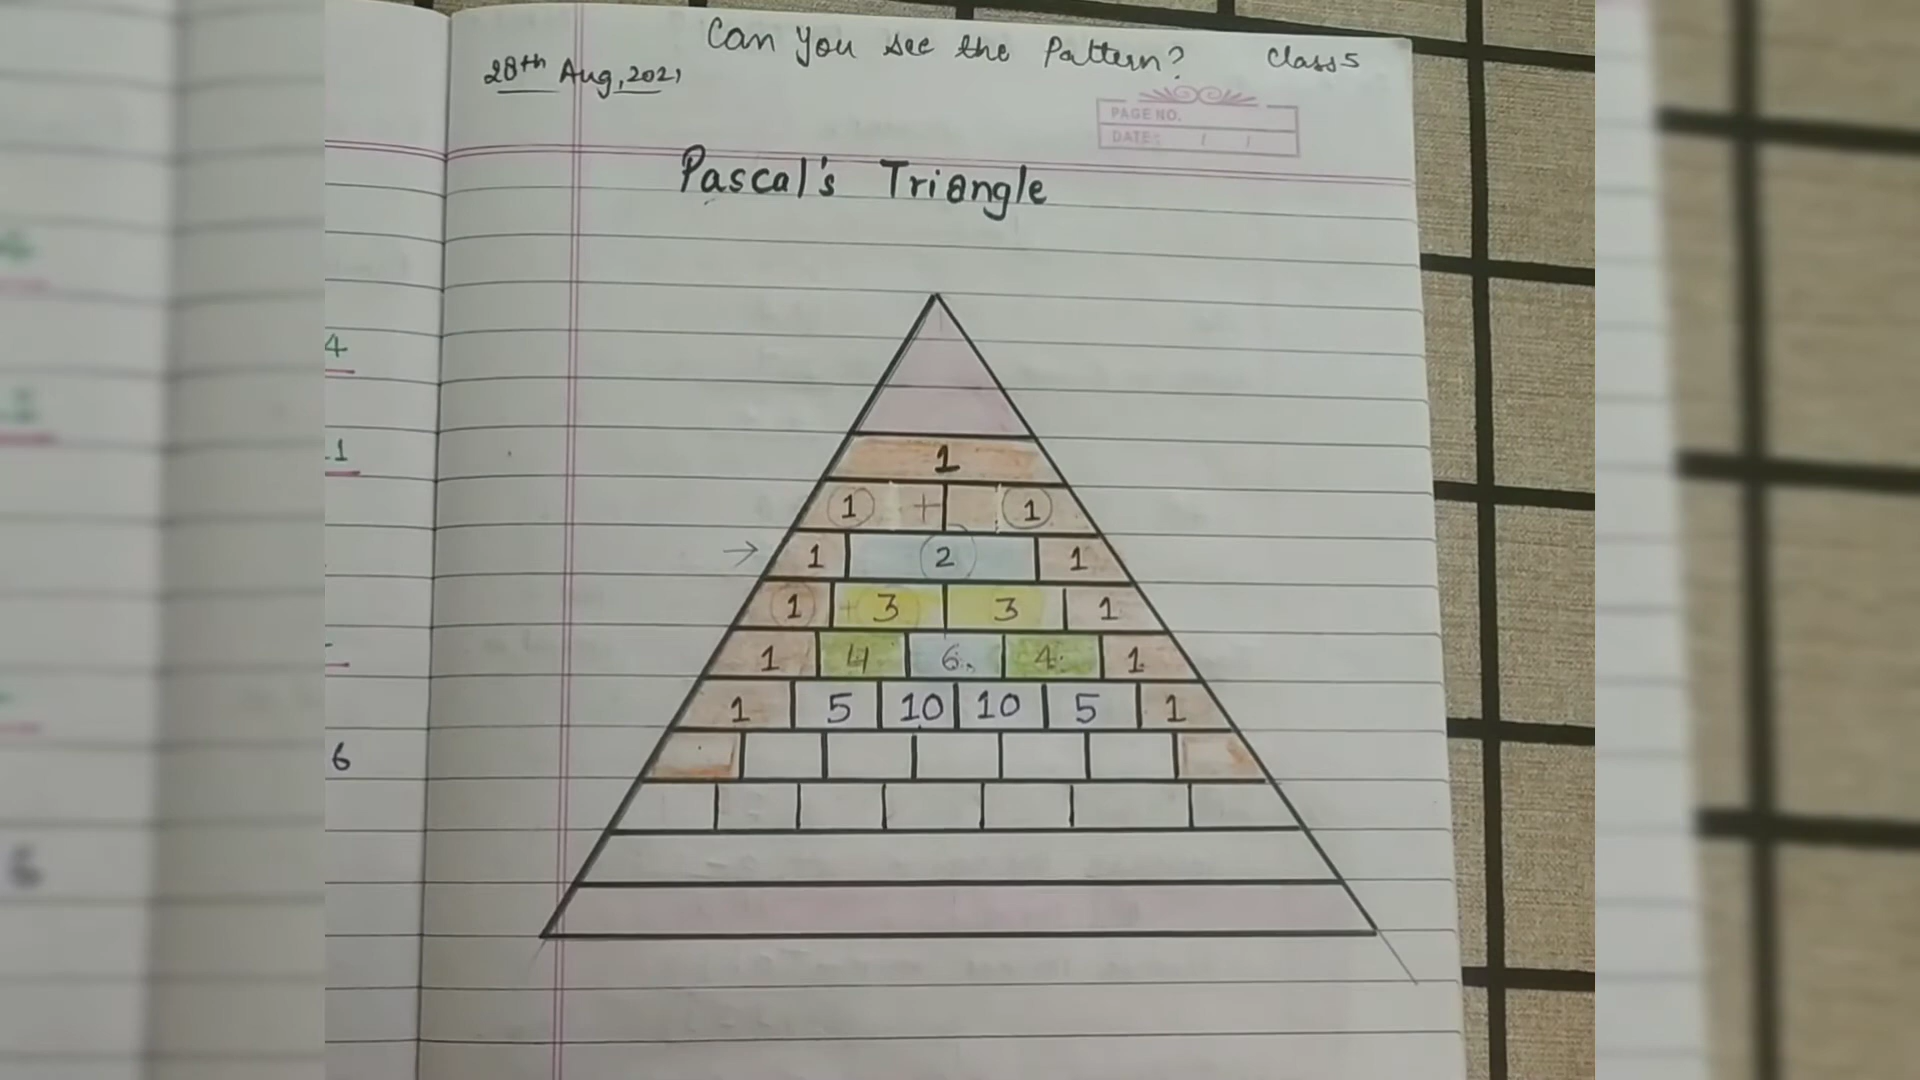 Can you see the Pattern?
Class 5
28th Aug, 2021
PAGE NO.
DATE: / /
Pascal's Triangle
1
1 + 1
→ 1 2 1
1 + 3 3 1
1 4 6 4 1
1 5 10 10 5 1
4
1
6